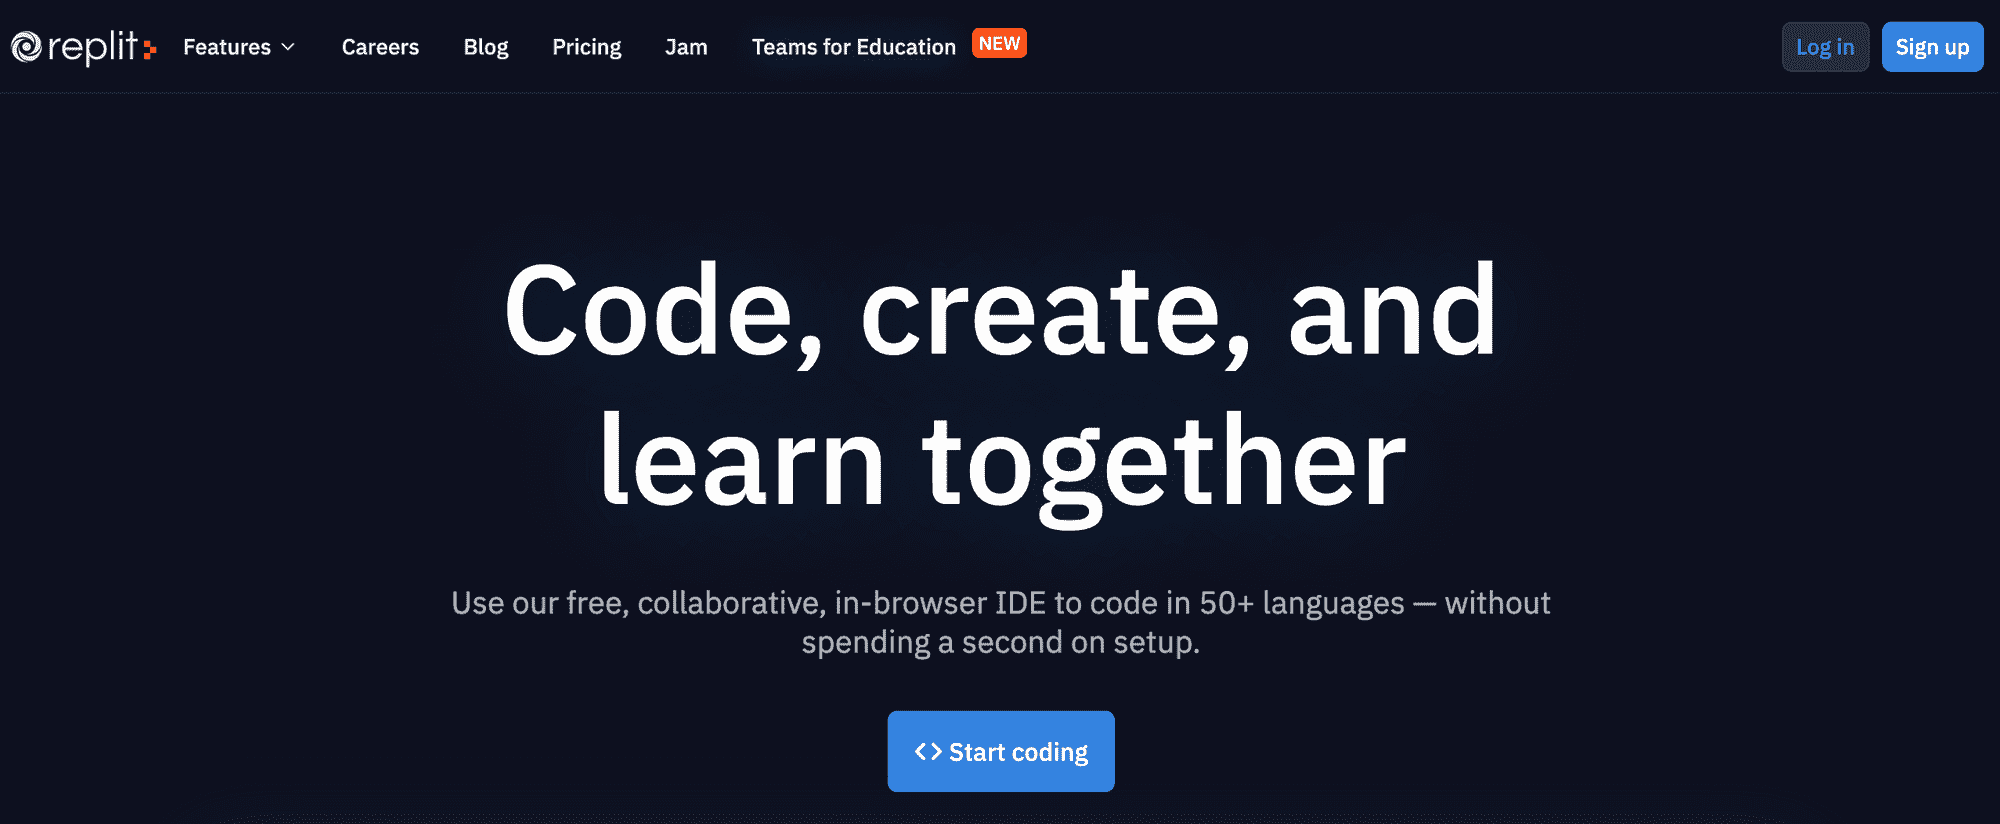 replit
Features
Careers
Blog
Pricing
Jam
Teams for Education
NEW
Log in
Sign up
Code, create, and
learn together
Use our free, collaborative, in-browser IDE to code in 50+ languages — without
spending a second on setup.
<> Start coding